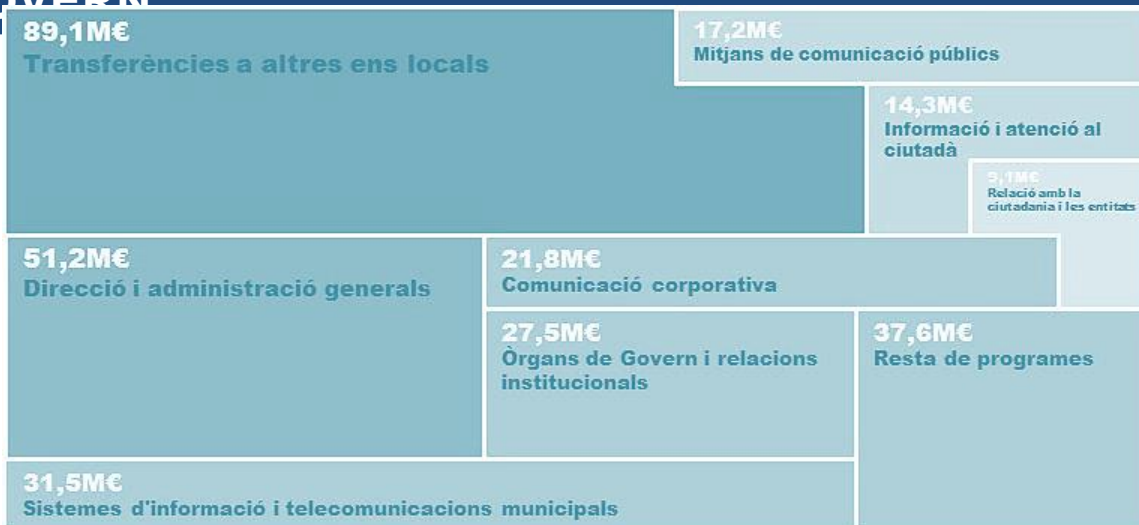 89,1M€
Transferències a altres ens locals
17,2M€
Mitjans de comunicació públics
14,3M€
Informació i atenció al
ciutadà
9,1M€
Relació amb la
ciutadania i les entitats
51,2M€
Direcció i administració generals
21,8M€
Comunicació corporativa
27,5M€
Òrgans de Govern i relacions
institucionals
37,6M€
Resta de programes
31,5M€
Sistemes d'informació i telecomunicacions municipals